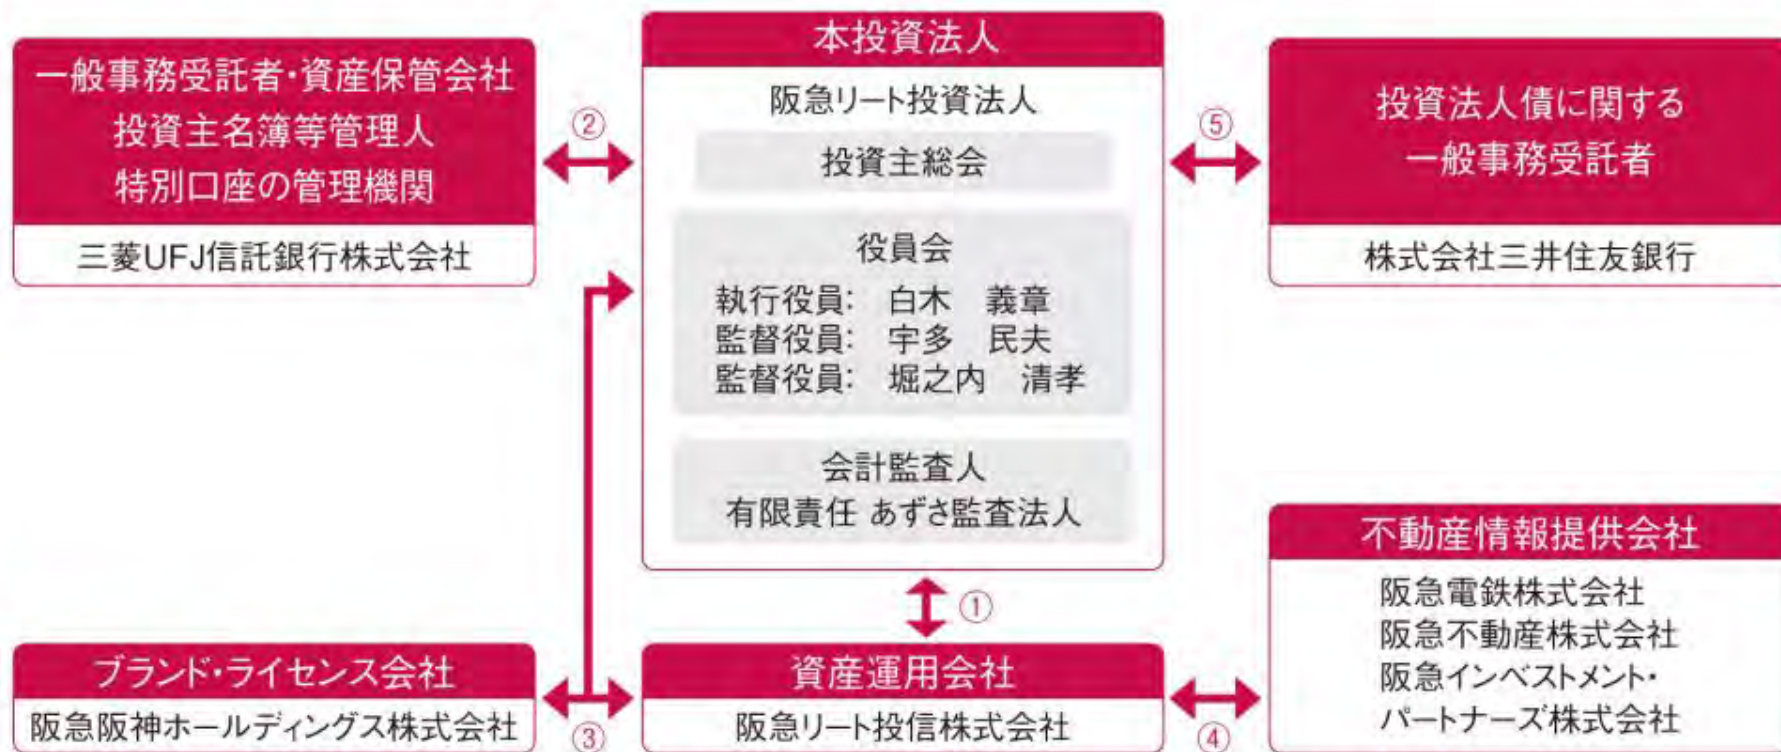 一般事務受託者・資産保管会社
投資主名簿等管理人
特別口座の管理機関
三菱UFJ信託銀行株式会社
②
本投資法人
阪急リート投資法人
投資主総会
役員会
執行役員： 白木 義章
監督役員： 宇多 民夫
監督役員： 堀之内 清孝
会計監査人
有限責任 あずさ監査法人
⑤
投資法人債に関する
一般事務受託者
株式会社三井住友銀行
①
ブランド・ライセンス会社
阪急阪神ホールディングス株式会社
③
資産運用会社
阪急リート投信株式会社
④
不動産情報提供会社
阪急電鉄株式会社
阪急不動産株式会社
阪急インベストメント・
パートナーズ株式会社